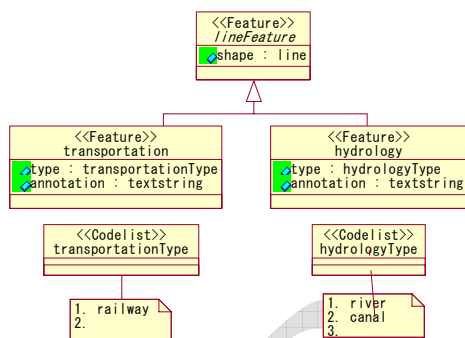 <<Feature>>
lineFeature
shape : line
<<Feature>>
transportation
type : transportationType
annotation : textstring
<<Feature>>
hydrology
type : hydrologyType
annotation : textstring
<<Codelist>>
transportationType
<<Codelist>>
hydrologyType
1. railway
2.
1. river
2. canal
3.